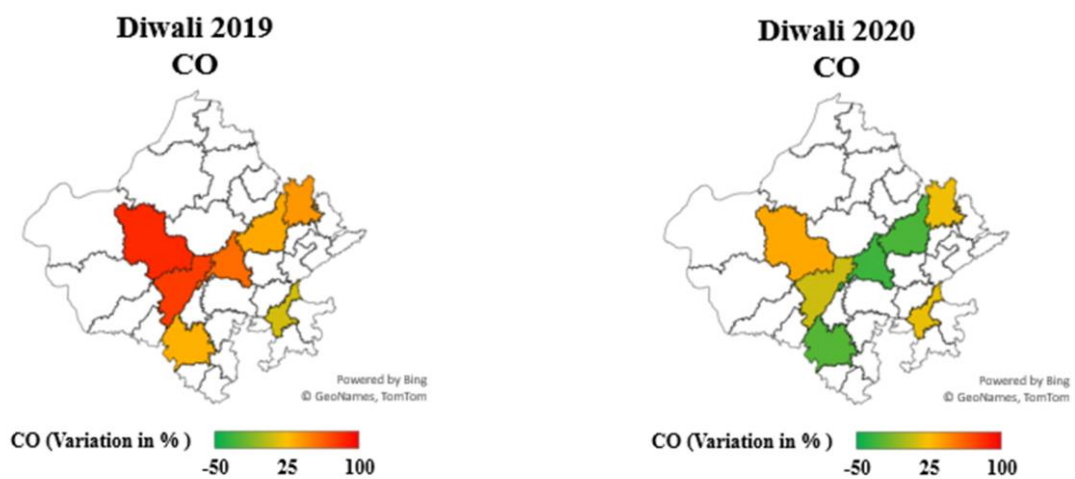 Diwali 2019
CO
Powered by Bing
© GeoNames, TomTom
CO (Variation in % )
-50 25 100
Diwali 2020
CO
Powered by Bing
© GeoNames, TomTom
CO (Variation in % )
-50 25 100